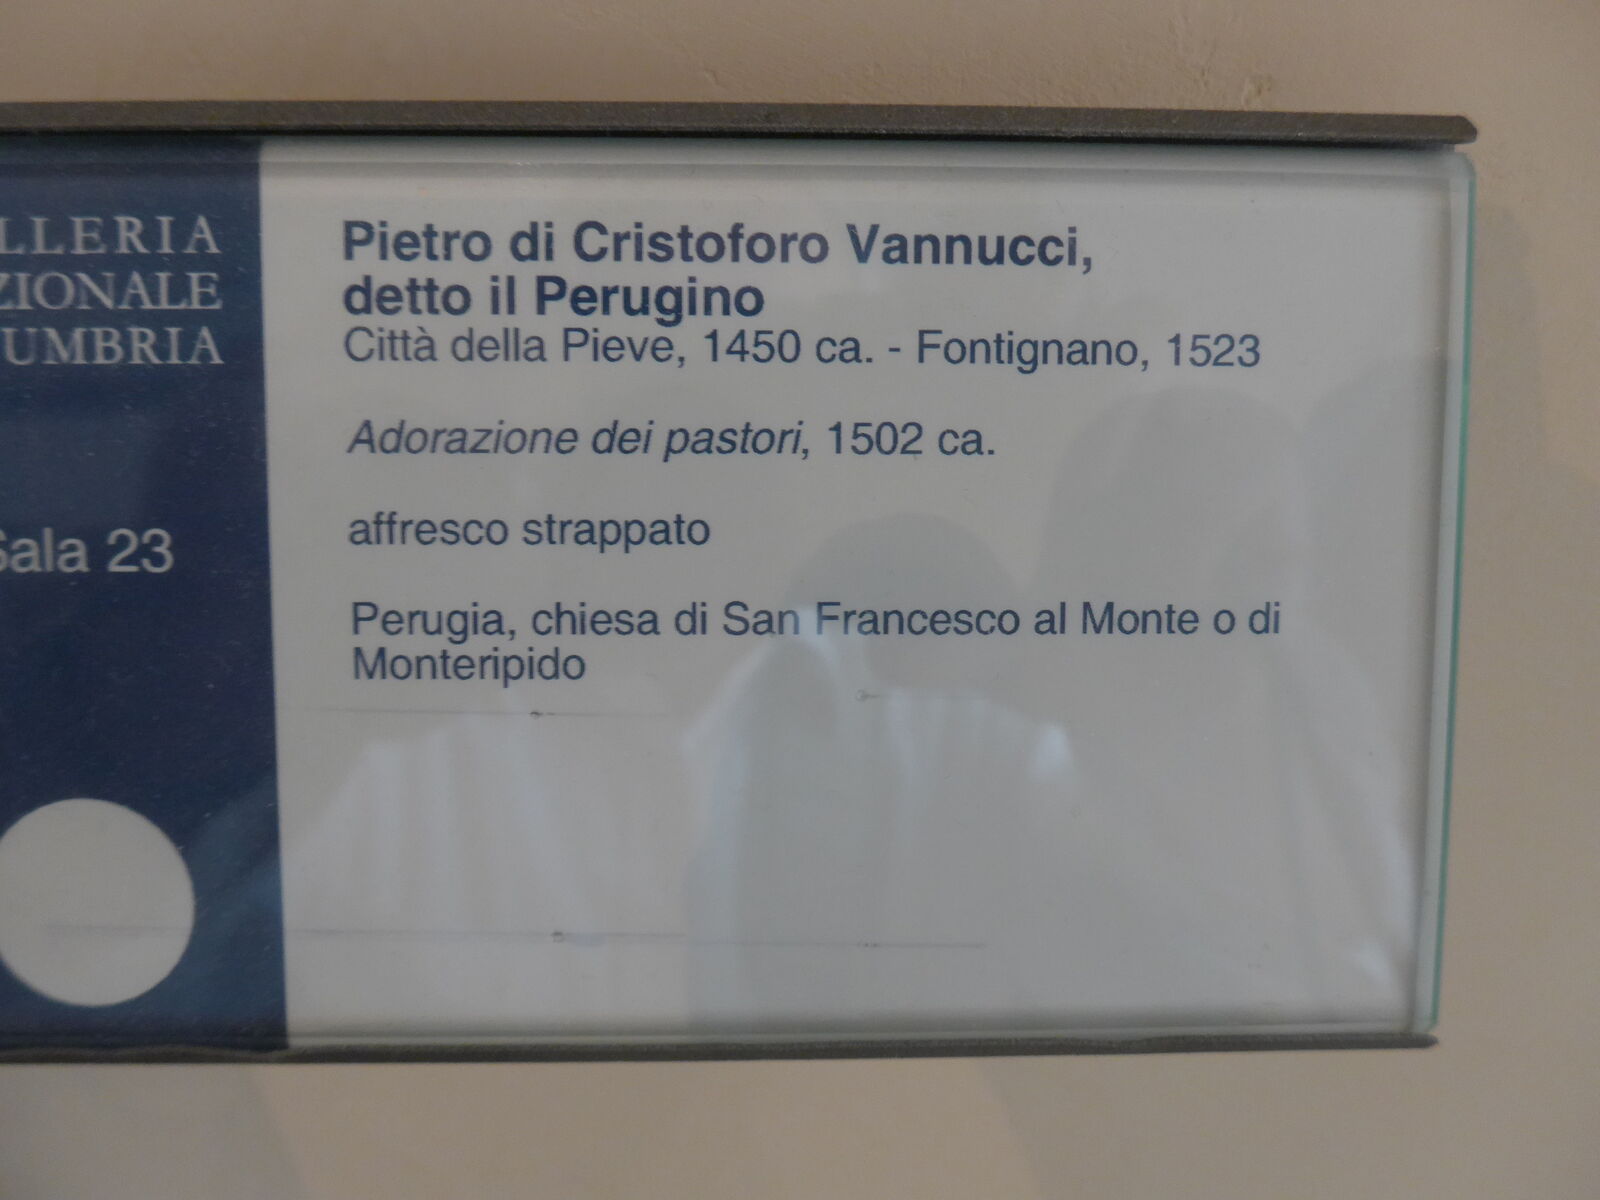 LLERIA
ZIONALE
UMBRIA
Sala 23
Pietro di Cristoforo Vannucci,
detto il Perugino
Città della Pieve, 1450 ca. - Fontignano, 1523
Adorazione dei pastori, 1502 ca.
affresco strappato
Perugia, chiesa di San Francesco al Monte o di
Monteripido